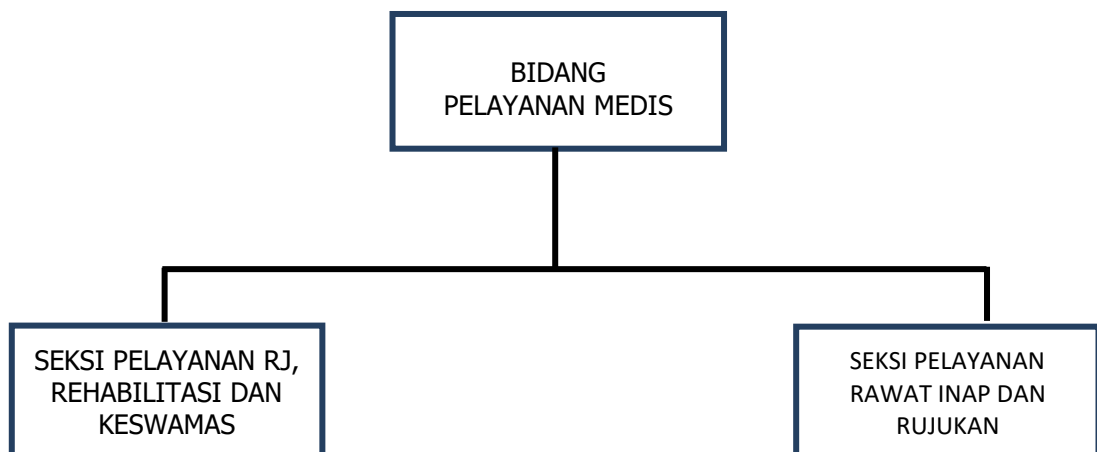 BIDANG
PELAYANAN MEDIS
SEKSI PELAYANAN RJ,
REHABILITASI DAN
KESWAMAS
SEKSI PELAYANAN
RAWAT INAP DAN
RUJUKAN